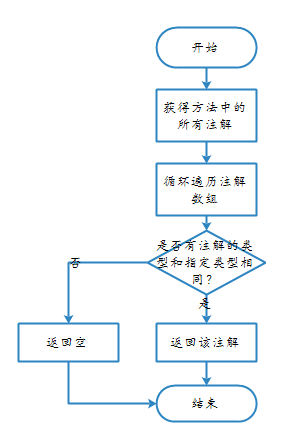 开始
获得方法中的
所有注解
循环遍历注解
数组
是否有注解的类
型和指定类型相
同？
否
是
返回空
返回该注解
结束